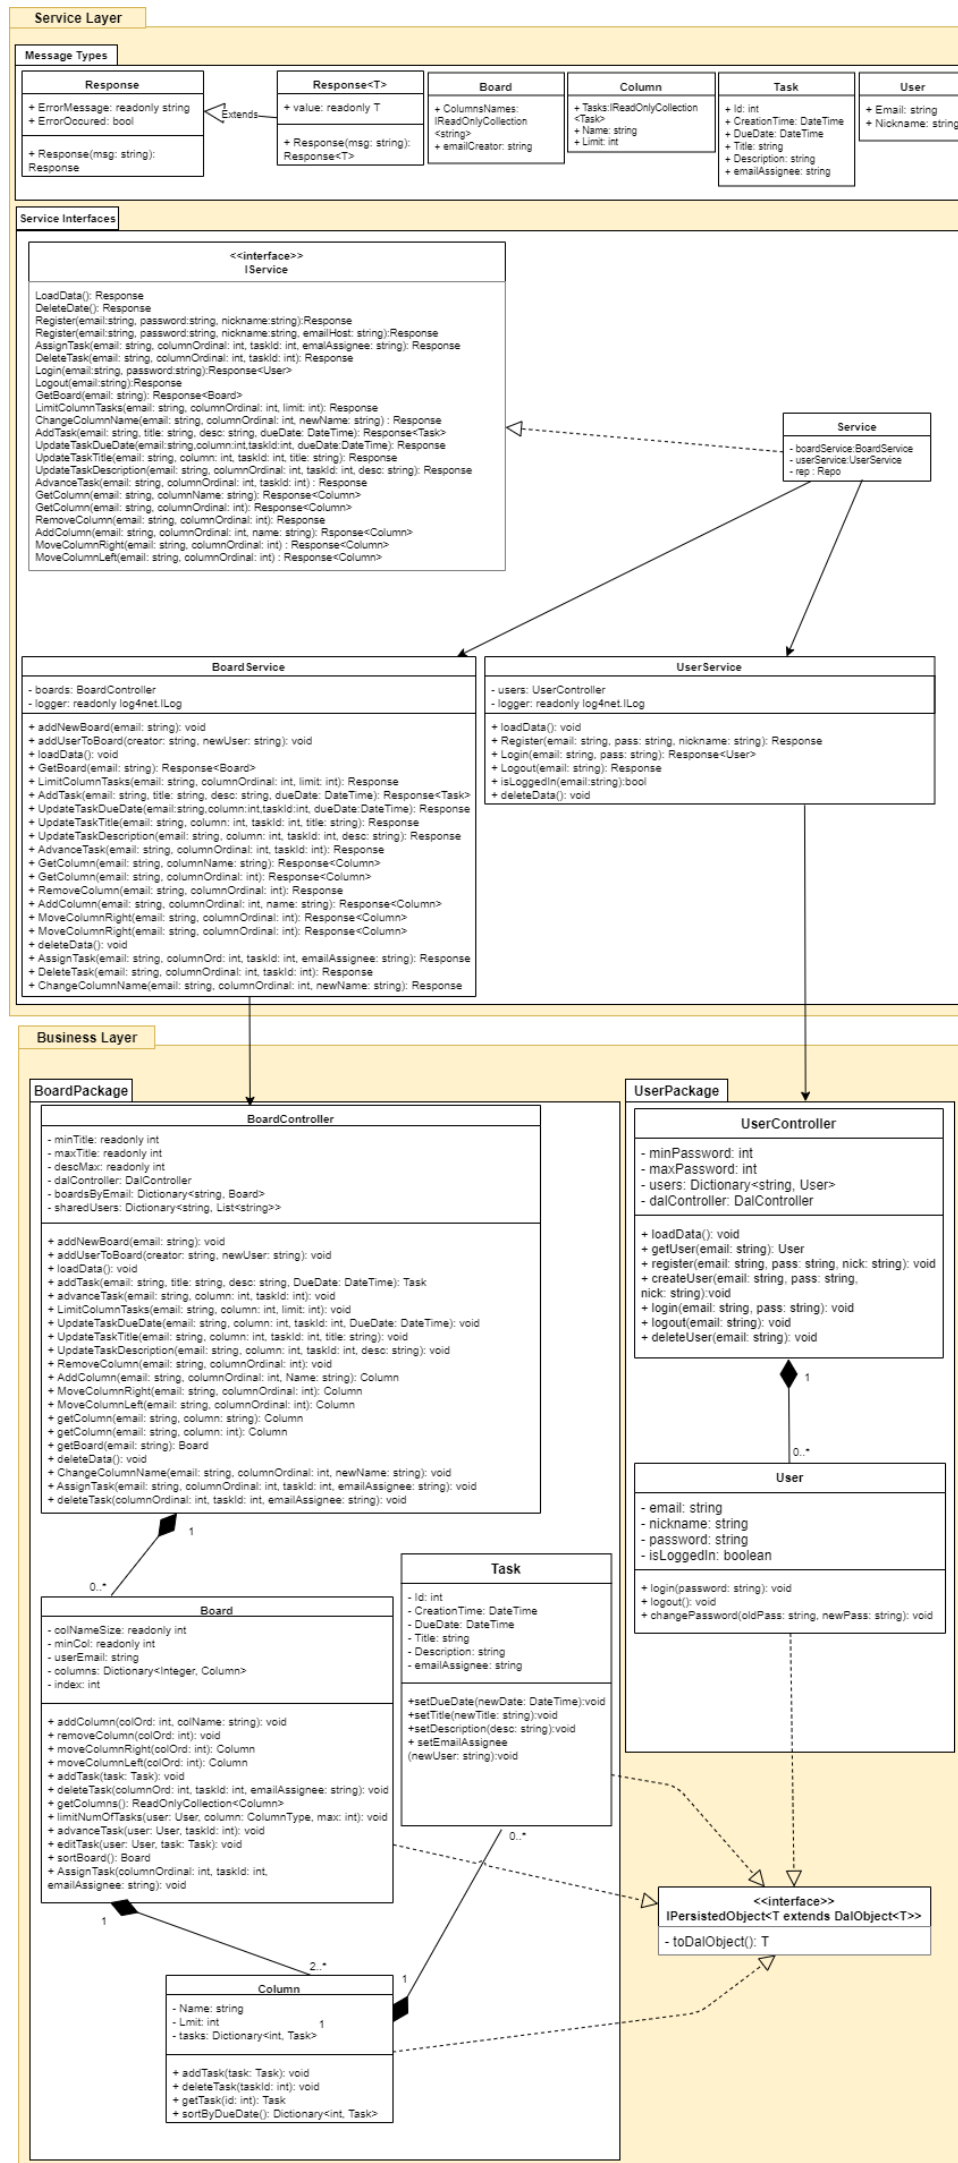 Service Layer
Message Types
Response
+ ErrorMessage: readonly string
+ ErrorOccured: bool
+ Response(msg: string):
Response
Extends
Response<T>
+ value: readonly T
+ Response(msg: string):
Response<T>
Board
+ ColumnsNames:
IReadOnlyCollection
<string>
+ emailCreator: string
Column
+ Tasks:IReadOnlyCollection
<Task>
+ Name: string
+ Limit: int
Task
+ Id: int
+ CreationTime: DateTime
+ DueDate: DateTime
+ Title: string
+ Description: string
+ emailAssignee: string
User
+ Email: string
+ Nickname: string
Service Interfaces
<<interface>>
IService
LoadData(): Response
DeleteDate(): Response
Register(email:string, password:string, nickname:string):Response
Register(email:string, password:string, nickname:string, emailHost: string):Response
AssignTask(email: string, columnOrdinal: int, taskId: int, emalAssignee: string): Response
DeleteTask(email: string, columnOrdinal: int, taskId: int): Response
Login(email:string, password:string):Response<User>
Logout(email:string):Response
GetBoard(email: string): Response<Board>
LimitColumnTasks(email: string, columnOrdinal: int, limit: int): Response
ChangeColumnName(email: string, columnOrdinal: int, newName: string) : Response
AddTask(email: string, title: string, desc: string, dueDate: DateTime): Response<Task>
UpdateTaskDueDate(email:string,column:int,taskId:int, dueDate:DateTime): Response
UpdateTaskTitle(email: string, column: int, taskId: int, title: string): Response
UpdateTaskDescription(email: string, columnOrdinal: int, taskId: int, desc: string): Response
AdvanceTask(email: string, columnOrdinal: int, taskId: int) : Response
GetColumn(email: string, columnName: string): Response<Column>
GetColumn(email: string, columnOrdinal: int): Response<Column>
RemoveColumn(email: string, columnOrdinal: int): Response
AddColumn(email: string, columnOrdinal: int, name: string): Rsponse<Column>
MoveColumnRight(email: string, columnOrdinal: int) : Response<Column>
MoveColumnLeft(email: string, columnOrdinal: int) : Response<Column>
Service
- boardService:BoardService
- userService:UserService
- rep : Repo
BoardService
- boards: BoardController
- logger: readonly log4net.ILog
+ addNewBoard(email: string): void
+ addUserToBoard(creator: string, newUser: string): void
+ loadData(): void
+ GetBoard(email: string): Response<Board>
+ LimitColumnTasks(email: string, columnOrdinal: int, limit: int): Response
+ AddTask(email: string, title: string, desc: string, dueDate: DateTime): Response<Task>
+ UpdateTaskDueDate(email:string,column:int,taskId:int, dueDate:DateTime): Response
+ UpdateTaskTitle(email: string, column: int, taskId: int, title: string): Response
+ UpdateTaskDescription(email: string, column: int, taskId: int, desc: string): Response
+ AdvanceTask(email: string, columnOrdinal: int, taskId: int): Response
+ GetColumn(email: string, columnName: string): Response<Column>
+ GetColumn(email: string, columnOrdinal: int): Response<Column>
+ RemoveColumn(email: string, columnOrdinal: int): Response
+ AddColumn(email: string, columnOrdinal: int, name: string): Response<Column>
+ MoveColumnRight(email: string, columnOrdinal: int): Response<Column>
+ MoveColumnRight(email: string, columnOrdinal: int): Response<Column>
+ deleteData(): void
+ AssignTask(email: string, columnOrd: int, taskId: int, emailAssignee: string): Response
+ DeleteTask(email: string, columnOrdinal: int, taskId: int): Response
+ ChangeColumnName(email: string, columnOrdinal: int, newName: string): Response
UserService
- users: UserController
- logger: readonly log4net.ILog
+ loadData(): void
+ Register(email: string, pass: string, nickname: string): Response
+ Login(email: string, pass: string): Response<User>
+ Logout(email: string): Response
+ isLoggedIn(email:string):bool
+ deleteData(): void
Business Layer
BoardPackage
BoardController
- minTitle: readonly int
- maxTitle: readonly int
- descMax: readonly int
- dalController: DalController
- boardsByEmail: Dictionary<string, Board>
- sharedUsers: Dictionary<string, List<string>>
+ addNewBoard(email: string): void
+ addUserToBoard(creator: string, newUser: string): void
+ loadData(): void
+ addTask(email: string, title: string, desc: string, DueDate: DateTime): Task
+ advanceTask(email: string, column: int, taskId: int): void
+ LimitColumnTasks(email: string, column: int, limit: int): void
+ UpdateTaskDueDate(email: string, column: int, taskId: int, DueDate: DateTime): void
+ UpdateTaskTitle(email: string, column: int, taskId: int, title: string): void
+ UpdateTaskDescription(email: string, column: int, taskId: int, desc: string): void
+ RemoveColumn(email: string, columnOrdinal: int): void
+ AddColumn(email: string, columnOrdinal: int, Name: string): Column
+ MoveColumnRight(email: string, columnOrdinal: int): Column
+ MoveColumnLeft(email: string, columnOrdinal: int): Column
+ getColumn(email: string, column: string): Column
+ getColumn(email: string, column: int): Column
+ getBoard(email: string): Board
+ deleteData(): void
+ ChangeColumnName(email: string, columnOrdinal: int, newName: string): void
+ AssignTask(email: string, columnOrdinal: int, taskId: int, emailAssignee: string): void
+ deleteTask(columnOrdinal: int, taskId: int, emailAssignee: string): void
1
0..*
UserPackage
UserController
- minPassword: int
- maxPassword: int
- users: Dictionary<string, User>
- dalController: DalController
+ loadData(): void
+ getUser(email: string): User
+ register(email: string, pass: string, nick: string): void
+ createUser(email: string, pass: string,
nick: string):void
+ login(email: string, pass: string): void
+ logout(email: string): void
+ deleteUser(email: string): void
1
0..*
User
- email: string
- nickname: string
- password: string
- isLoggedIn: boolean
+ login(password: string): void
+ logout(): void
+ changePassword(oldPass: string, newPass: string): void
Board
- colNameSize: readonly int
- minCol: readonly int
- userEmail: string
- columns: Dictionary<Integer, Column>
- index: int
+ addColumn(colOrd: int, colName: string): void
+ removeColumn(colOrd: int): void
+ moveColumnRight(colOrd: int): Column
+ moveColumnLeft(colOrd: int): Column
+ addTask(task: Task): void
+ deleteTask(columnOrd: int, taskId: int, emailAssignee: string): void
+ getColumns(): ReadOnlyCollection<Column>
+ limitNumOfTasks(user: User, column: ColumnType, max: int): void
+ advanceTask(user: User, taskId: int): void
+ editTask(user: User, task: Task): void
+ sortBoard(): Board
+ AssignTask(columnOrdinal: int, taskId: int,
emailAssignee: string): void
Task
- Id: int
- CreationTime: DateTime
- DueDate: DateTime
- Title: string
- Description: string
- emailAssignee: string
+setDueDate(newDate: DateTime):void
+setTitle(newTitle: string):void
+setDescription(desc: string):void
+ setEmailAssignee
(newUser: string):void
0..*
1
2..*
1
<<interface>>
IPersistedObject<T extends DalObject<T>>
- toDalObject(): T
Column
- Name: string
- Lmit: int
1
- tasks: Dictionary<int, Task>
+ addTask(task: Task): void
+ deleteTask(taskId: int): void
+ getTask(id: int): Task
+ sortByDueDate(): Dictionary<int, Task>